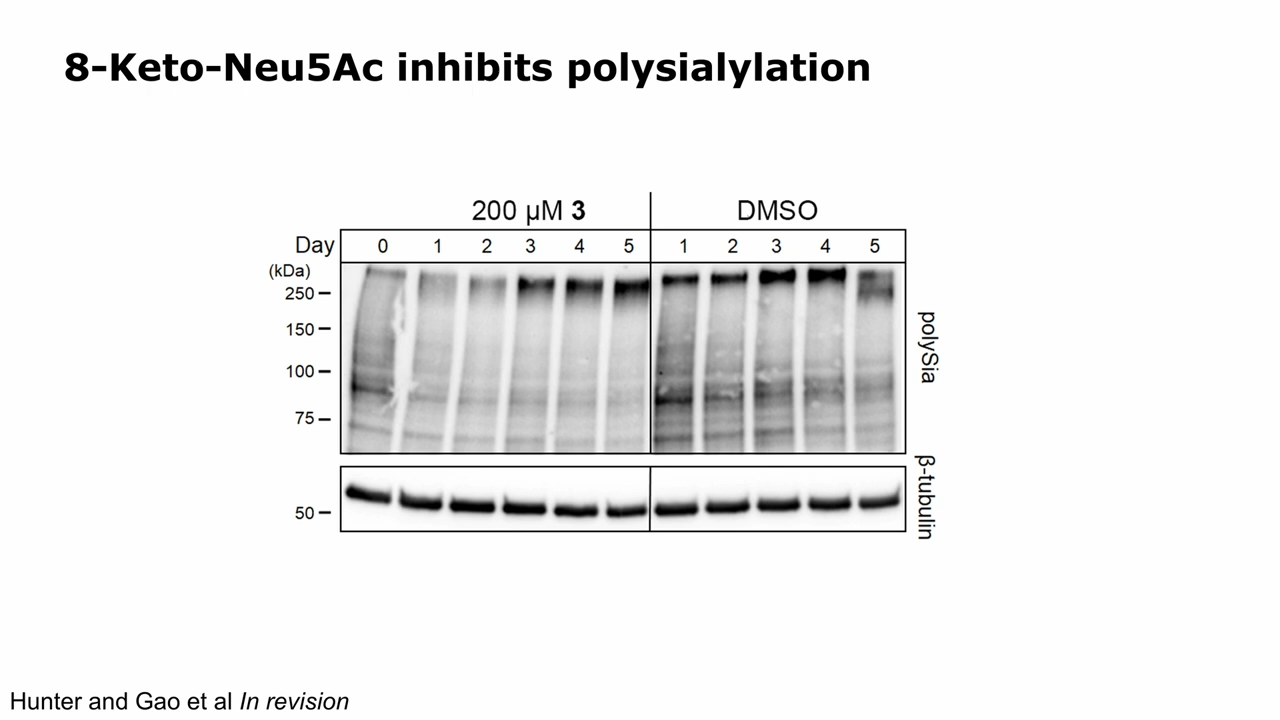 8-Keto-Neu5Ac inhibits polysialylation
200 µM 3 DMSO
Day 0 1 2 3 4 5 1 2 3 4 5
(kDa)
250
150
100
75
polySia
50
β-tubulin
Hunter and Gao et al In revision